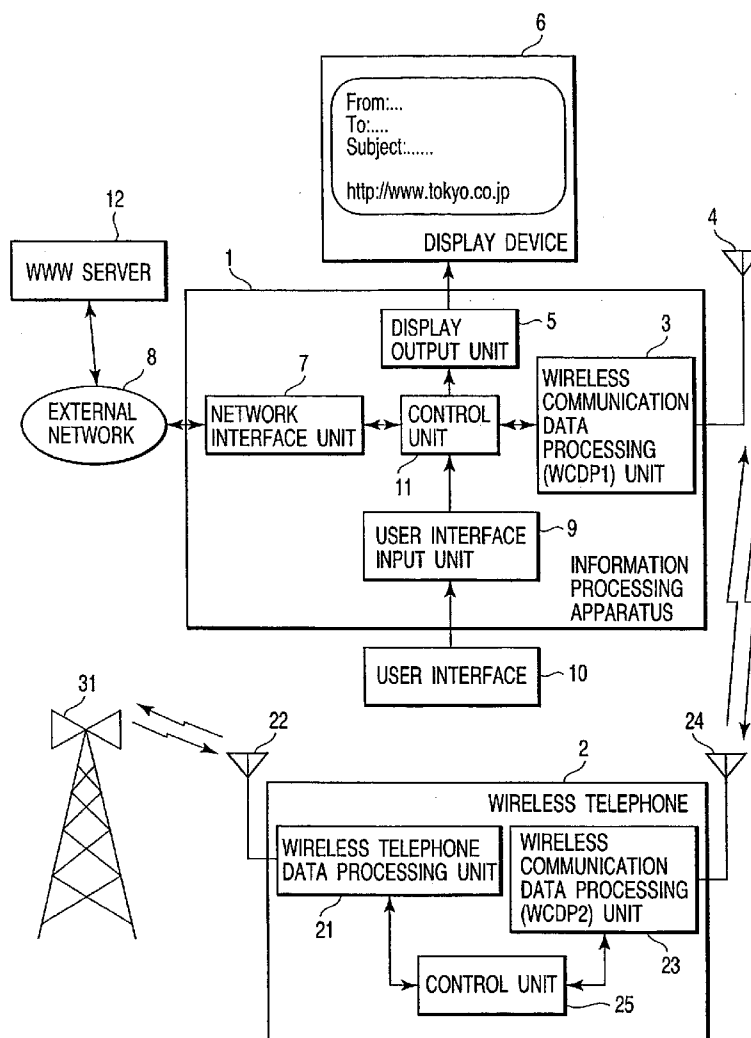 6
From:...
To:....
Subject:......
http://www.tokyo.co.jp
DISPLAY DEVICE
12
WWW SERVER
4
1
DISPLAY
OUTPUT UNIT
5
3
8
EXTERNAL
NETWORK
7
NETWORK
INTERFACE UNIT
CONTROL
UNIT
11
WIRELESS
COMMUNICATION
DATA
PROCESSING
(WCDP1) UNIT
USER INTERFACE
INPUT UNIT
9
INFORMATION
PROCESSING
APPARATUS
USER INTERFACE
10
31
22
24
2
WIRELESS TELEPHONE
WIRELESS TELEPHONE
DATA PROCESSING UNIT
21
WIRELESS
COMMUNICATION
DATA PROCESSING
(WCDP2) UNIT
23
CONTROL UNIT
25